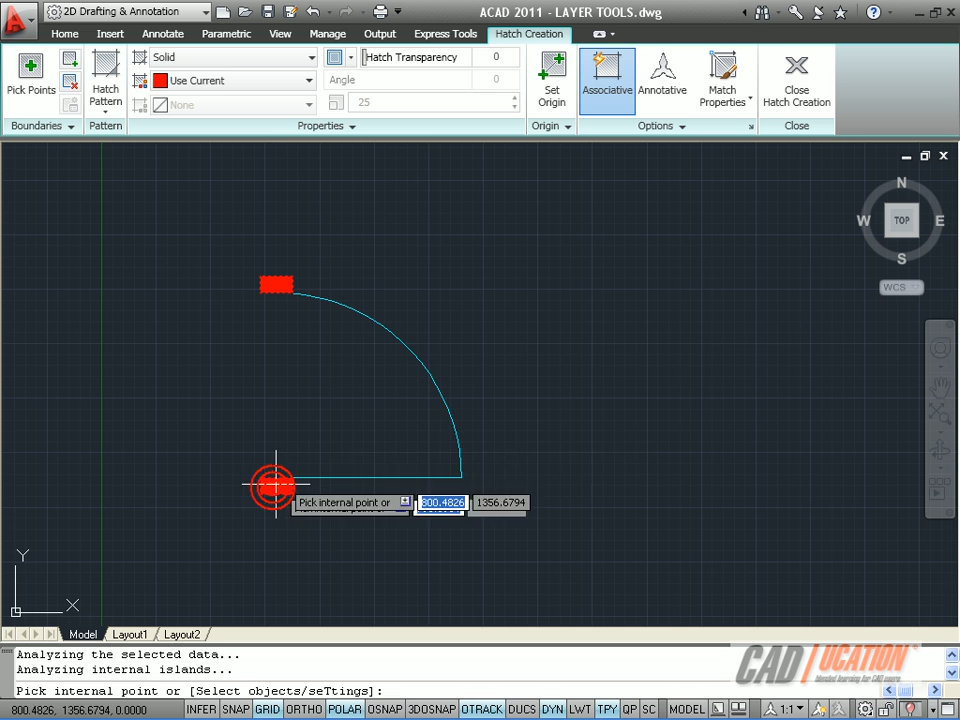 2D Drafting & Annotation
ACAD 2011 - LAYER TOOLS.dwg
Home Insert Annotate Parametric View Manage Output Express Tools Hatch Creation
Pick Points
Hatch Pattern
Solid
Use Current
None
Hatch Transparency 0
Angle
25
Set Origin
Associative
Annotative
Match Properties
Close Hatch Creation
Boundaries Pattern Properties Origin Options Close
N
W TOP E
S
WCS
Pick internal point or 800.4826 1356.6794
Y
X
Model Layout1 Layout2
Analyzing the selected data...
Analyzing internal islands...
Pick internal point or [Select objects/seTtings]:
CAD/UCATION
blended learning for CAD users
800.4826, 1356.6794, 0.0000 INFER SNAP GRID ORTHO POLAR OSNAP 3DOSNAP OTRACK DUCS DYN LWT TPY QP SC MODEL 1:1